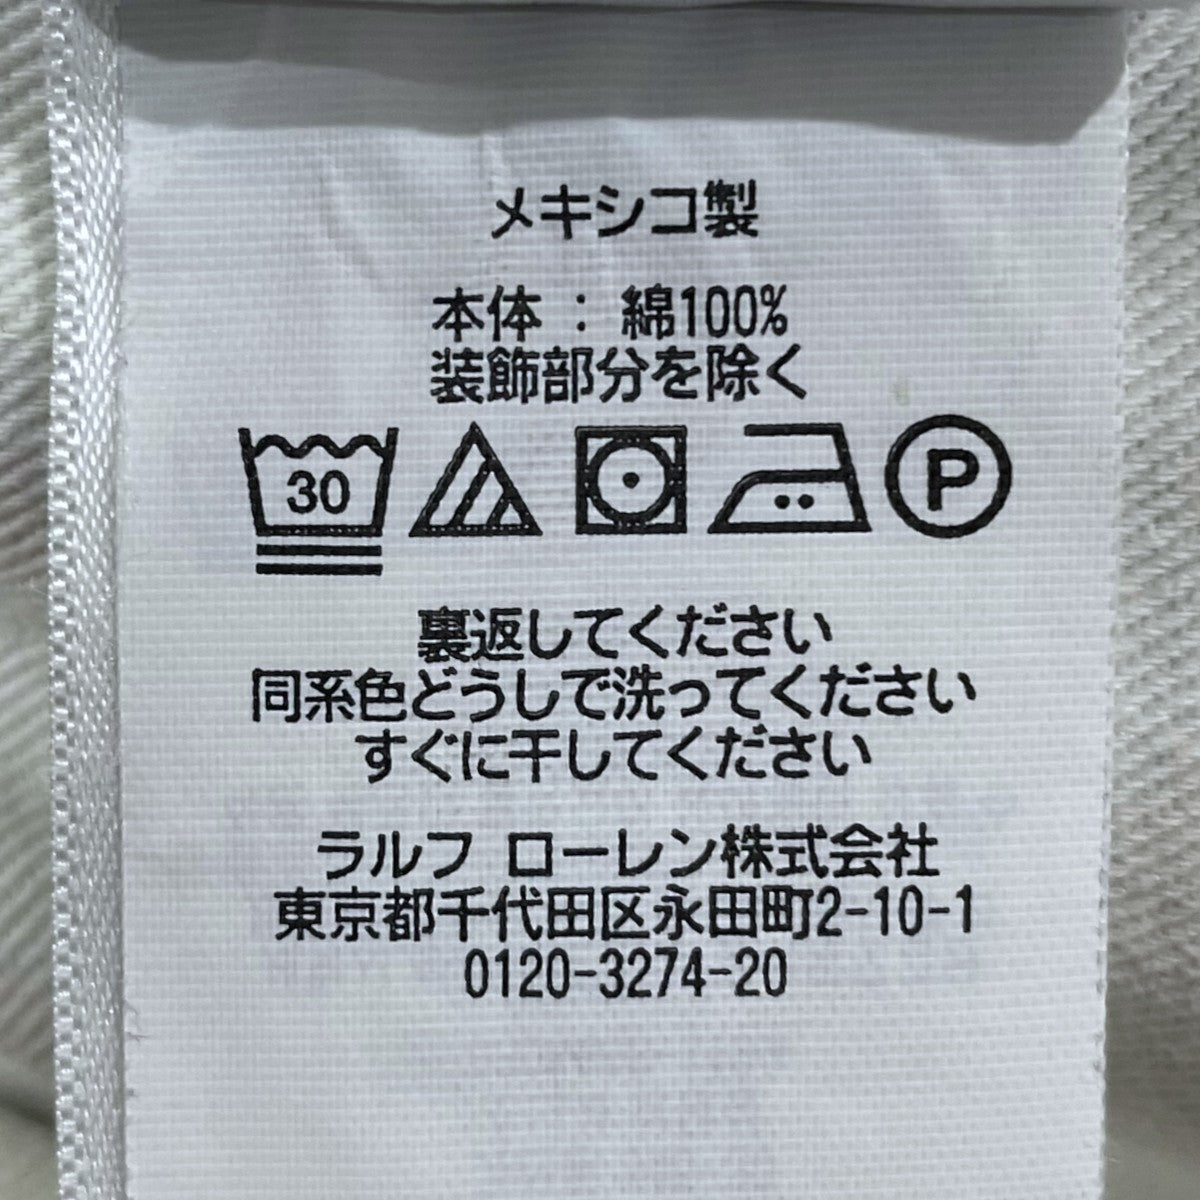 メキシコ製
本体 : 綿100%
装飾部分を除く
30
P
裏返してください
同系色どうしで洗ってください
すぐに干してください
ラルフ ローレン株式会社
東京都千代田区永田町2-10-1
0120-3274-20